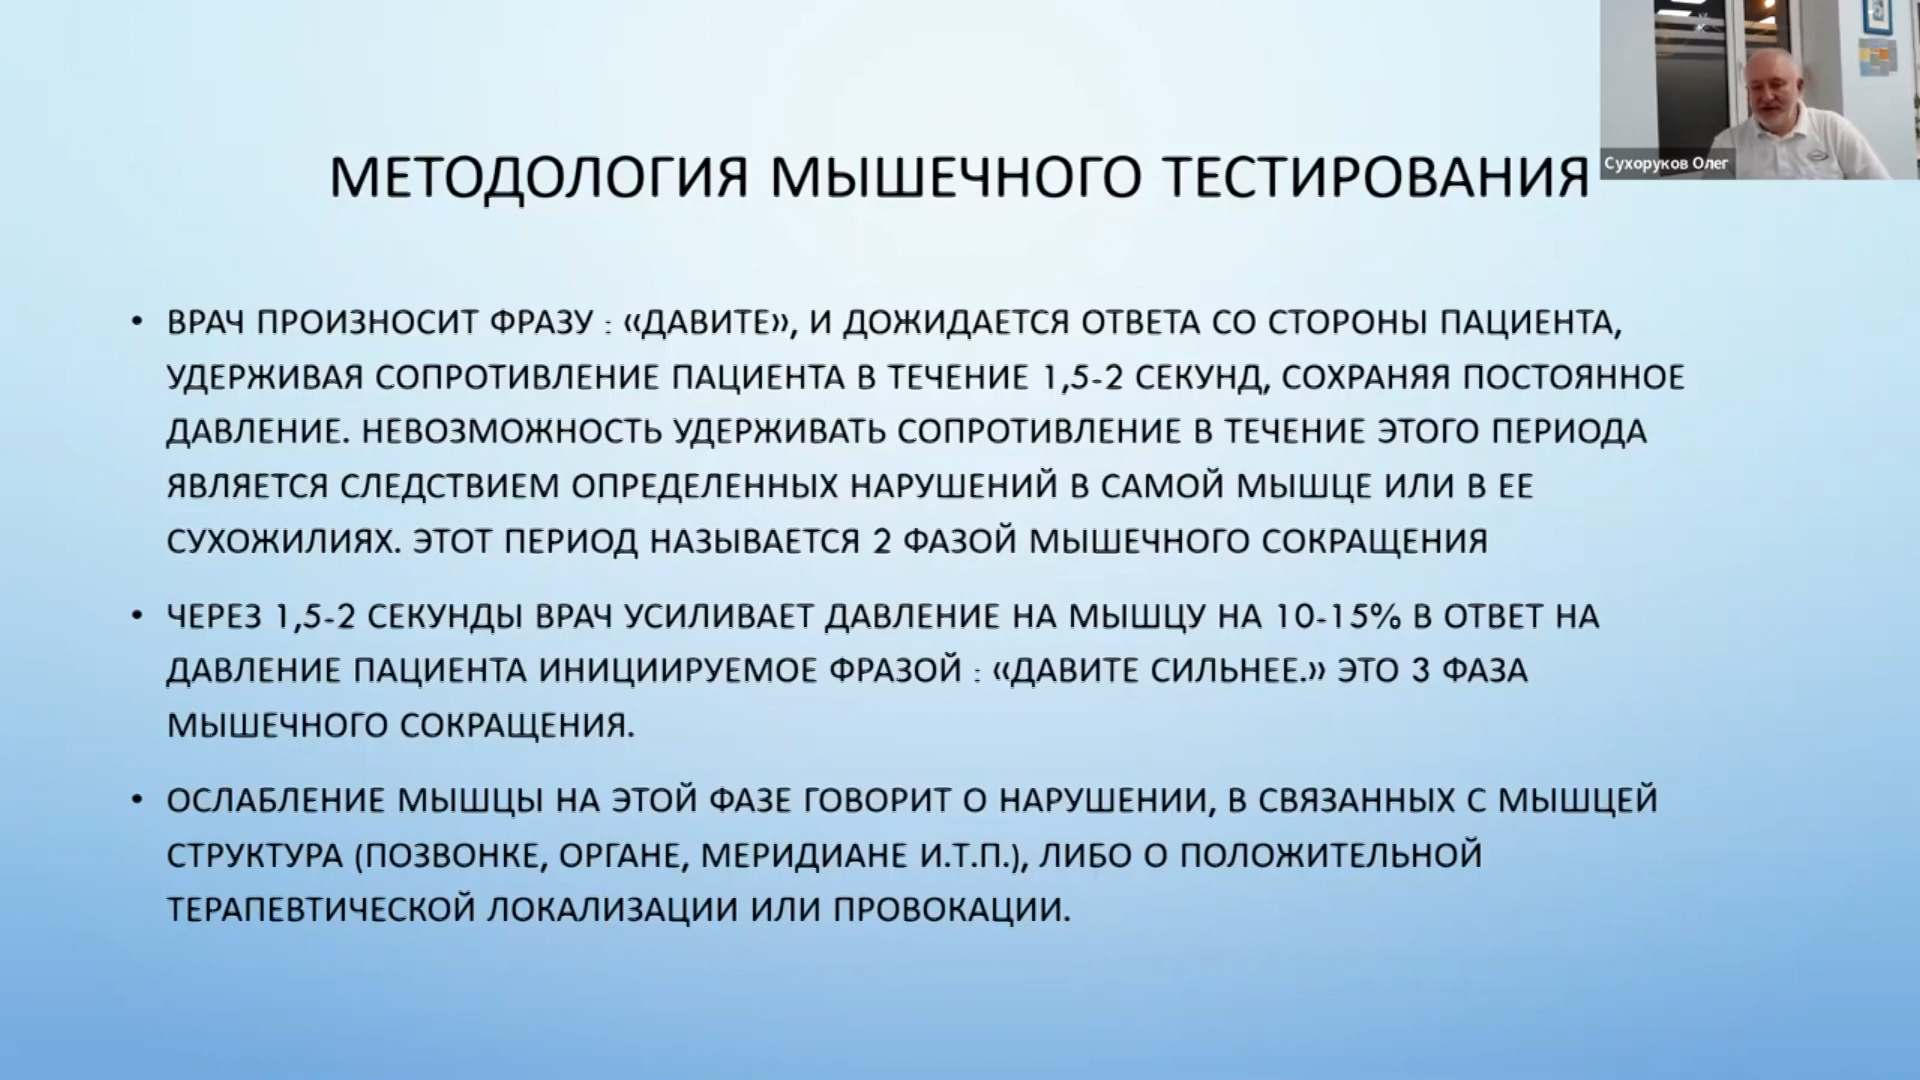 Сухоруков Олег
МЕТОДОЛОГИЯ МЫШЕЧНОГО ТЕСТИРОВАНИЯ
• ВРАЧ ПРОИЗНОСИТ ФРАЗУ : «ДАВИТЕ», И ДОЖИДАЕТСЯ ОТВЕТА СО СТОРОНЫ ПАЦИЕНТА,
УДЕРЖИВАЯ СОПРОТИВЛЕНИЕ ПАЦИЕНТА В ТЕЧЕНИЕ 1,5-2 СЕКУНД, СОХРАНЯЯ ПОСТОЯННОЕ
ДАВЛЕНИЕ. НЕВОЗМОЖНОСТЬ УДЕРЖИВАТЬ СОПРОТИВЛЕНИЕ В ТЕЧЕНИЕ ЭТОГО ПЕРИОДА
ЯВЛЯЕТСЯ СЛЕДСТВИЕМ ОПРЕДЕЛЕННЫХ НАРУШЕНИЙ В САМОЙ МЫШЦЕ ИЛИ В ЕЕ
СУХОЖИЛИЯХ. ЭТОТ ПЕРИОД НАЗЫВАЕТСЯ 2 ФАЗОЙ МЫШЕЧНОГО СОКРАЩЕНИЯ
• ЧЕРЕЗ 1,5-2 СЕКУНДЫ ВРАЧ УСИЛИВАЕТ ДАВЛЕНИЕ НА МЫШЦУ НА 10-15% В ОТВЕТ НА
ДАВЛЕНИЕ ПАЦИЕНТА ИНИЦИИРУЕМОЕ ФРАЗОЙ : «ДАВИТЕ СИЛЬНЕЕ.» ЭТО 3 ФАЗА
МЫШЕЧНОГО СОКРАЩЕНИЯ.
• ОСЛАБЛЕНИЕ МЫШЦЫ НА ЭТОЙ ФАЗЕ ГОВОРИТ О НАРУШЕНИИ, В СВЯЗАННЫХ С МЫШЦЕЙ
СТРУКТУРА (ПОЗВОНКЕ, ОРГАНЕ, МЕРИДИАНЕ И.Т.П.), ЛИБО О ПОЛОЖИТЕЛЬНОЙ
ТЕРАПЕВТИЧЕСКОЙ ЛОКАЛИЗАЦИИ ИЛИ ПРОВОКАЦИИ.